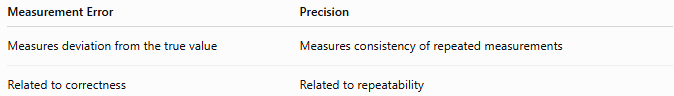 Measurement Error Precision
Measures deviation from the true value Measures consistency of repeated measurements
Related to correctness Related to repeatability